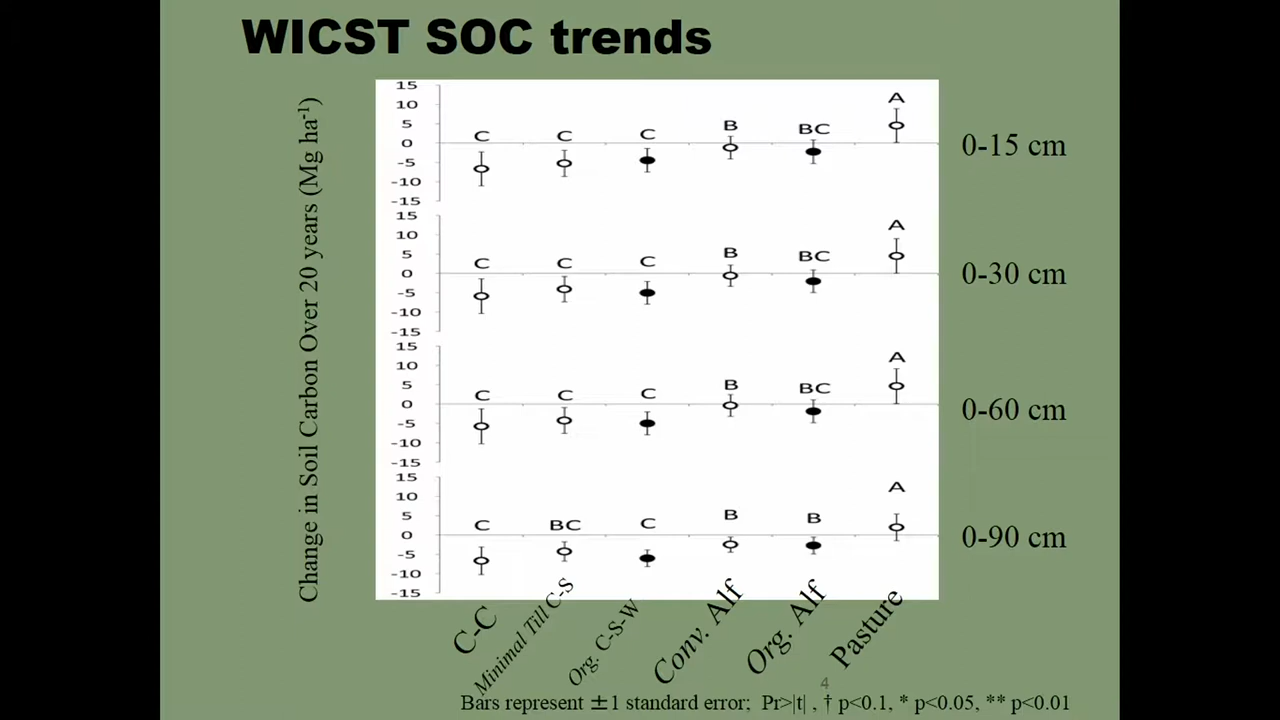 WICST SOC trends
Change in Soil Carbon Over 20 years (Mg ha-1)
15
10
5
0
-5
-10
-15
C C C B BC A
0-15 cm
15
10
5
0
-5
-10
-15
C C C B BC A
0-30 cm
15
10
5
0
-5
-10
-15
C C C B BC A
0-60 cm
15
10
5
0
-5
-10
-15
C BC C B B A
0-90 cm
C-C
Minimal Till C-S
Org. C-S-W
Conv. Alf
Org. Alf
Pasture
4
Bars represent ±1 standard error; Pr>|t| , † p<0.1, * p<0.05, ** p<0.01